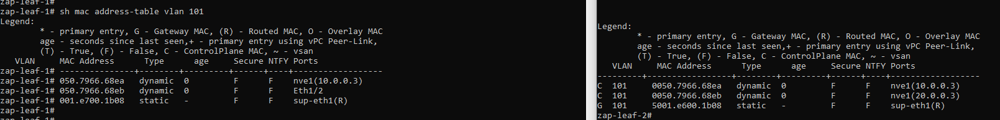 zap-leaf-1#
zap-leaf-1# sh mac address-table vlan 101
Legend:
        * - primary entry, G - Gateway MAC, (R) - Routed MAC, O - Overlay MAC
        age - seconds since last seen,+ - primary entry using vPC Peer-Link,
        (T) - True, (F) - False, C - ControlPlane MAC, ~ - vsan
   VLAN     MAC Address      Type      age     Secure NTFY Ports
zap-leaf-1# ---------------+--------+---------+------+----+------------------
zap-leaf-1# 050.7966.68ea   dynamic  0         F      F    nve1(10.0.0.3)
zap-leaf-1# 050.7966.68eb   dynamic  0         F      F    Eth1/2
zap-leaf-1# 001.e700.1b08   static   -         F      F    sup-eth1(R)
zap-leaf-1#
zap-leaf-1#
Legend:
        * - primary entry, G - Gateway MAC, (R) - Routed MAC, O - Overlay MAC
        age - seconds since last seen,+ - primary entry using vPC Peer-Link,
        (T) - True, (F) - False, C - ControlPlane MAC, ~ - vsan
   VLAN     MAC Address      Type      age     Secure NTFY Ports
---------+-----------------+--------+---------+------+----+------------------
C  101     0050.7966.68ea   dynamic  0         F      F    nve1(10.0.0.3)
C  101     0050.7966.68eb   dynamic  0         F      F    nve1(20.0.0.3)
G  101     5001.e600.1b08   static   -         F      F    sup-eth1(R)
zap-leaf-2#